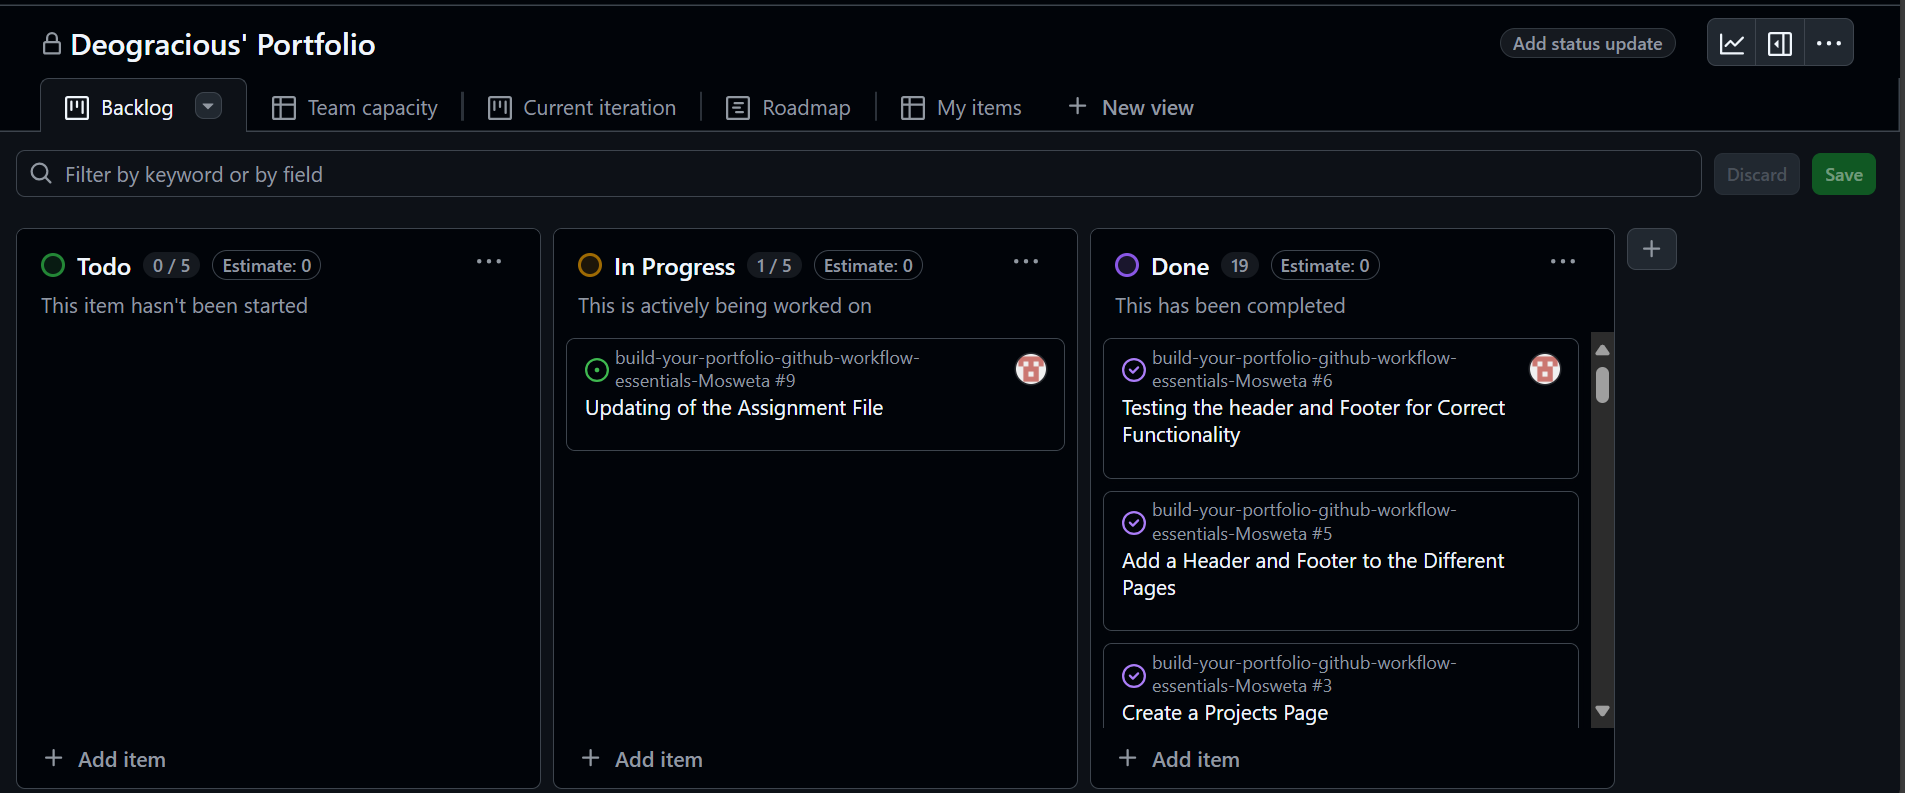 Deogracious' Portfolio
Add status update
Backlog
Team capacity
Current iteration
Roadmap
My items
New view
Filter by keyword or by field
Discard
Save
Todo 0 / 5 Estimate: 0
This item hasn't been started
Add item
In Progress 1 / 5 Estimate: 0
This is actively being worked on
build-your-portfolio-github-workflow-
essentials-Mosweta #9
Updating of the Assignment File
Add item
Done 19 Estimate: 0
This has been completed
build-your-portfolio-github-workflow-
essentials-Mosweta #6
Testing the header and Footer for Correct
Functionality
build-your-portfolio-github-workflow-
essentials-Mosweta #5
Add a Header and Footer to the Different
Pages
build-your-portfolio-github-workflow-
essentials-Mosweta #3
Create a Projects Page
Add item